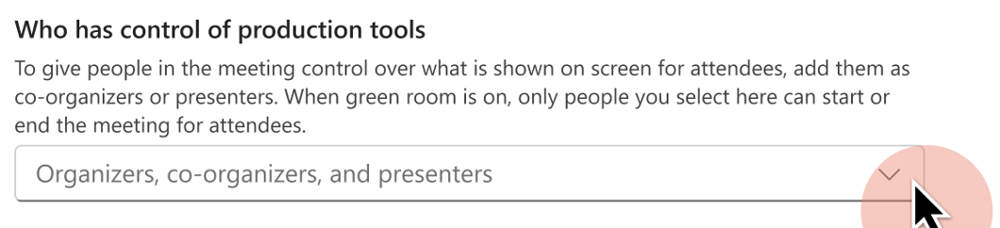 Who has control of production tools
To give people in the meeting control over what is shown on screen for attendees, add them as
co-organizers or presenters. When green room is on, only people you select here can start or
end the meeting for attendees.
Organizers, co-organizers, and presenters